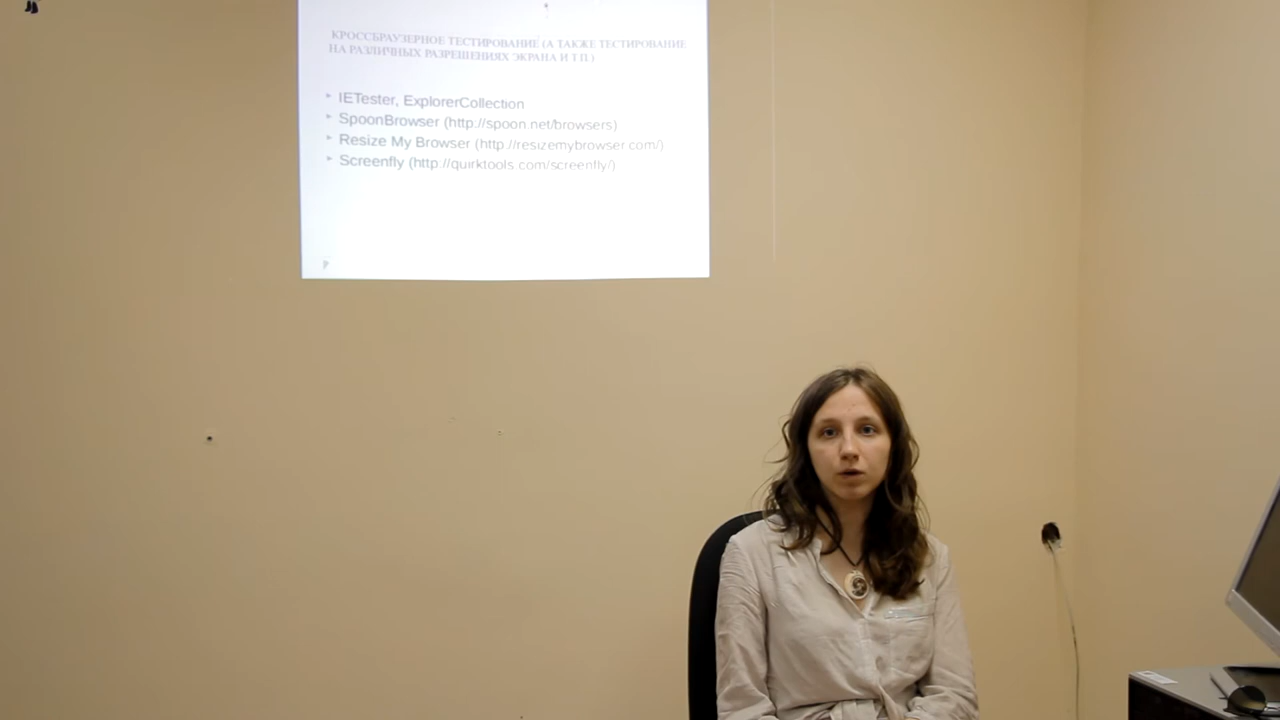 КРОССБРАУЗЕРНОЕ ТЕСТИРОВАНИЕ (А ТАКЖЕ ТЕСТИРОВАНИЕ
НА РАЗЛИЧНЫХ РАЗРЕШЕНИЯХ ЭКРАНА И Т.П.)
IETester, ExplorerCollection
SpoonBrowser (http://spoon.net/browsers)
Resize My Browser (http://resizemybrowser.com/)
Screenfly (http://quirktools.com/screenfly/)